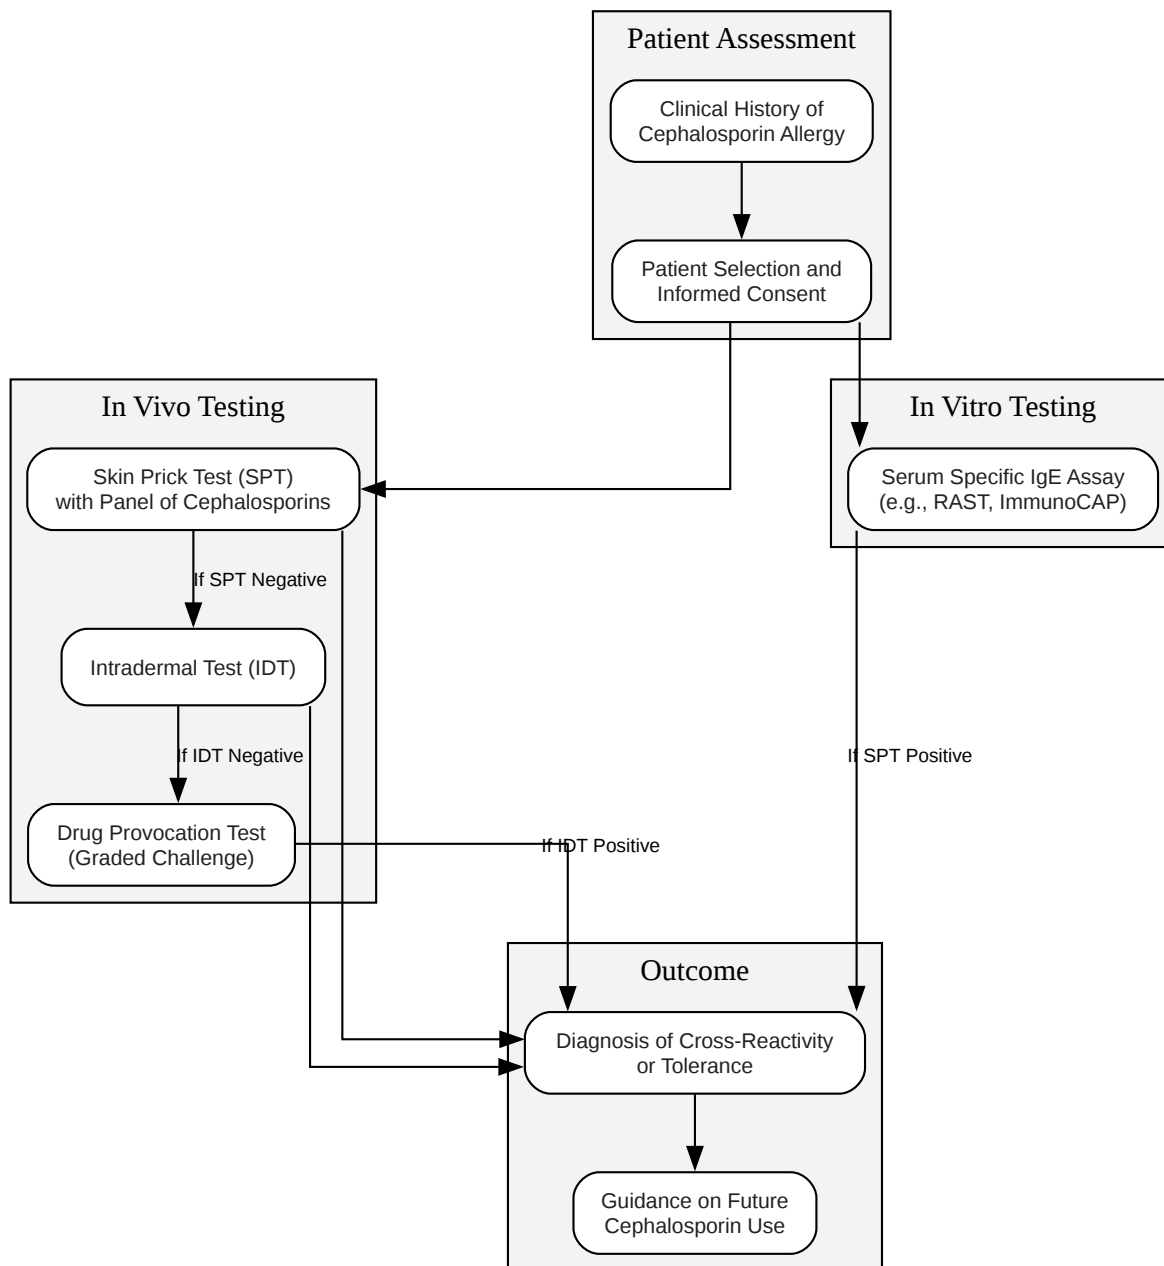 Patient Assessment
Clinical History of
Cephalosporin Allergy
Patient Selection and
Informed Consent
In Vivo Testing
In Vitro Testing
Skin Prick Test (SPT)
with Panel of Cephalosporins
Serum Specific IgE Assay
(e.g., RAST, ImmunoCAP)
If SPT Negative
Intradermal Test (IDT)
If IDT Negative
If SPT Positive
Drug Provocation Test
(Graded Challenge)
If IDT Positive
Outcome
Diagnosis of Cross-Reactivity
or Tolerance
Guidance on Future
Cephalosporin Use